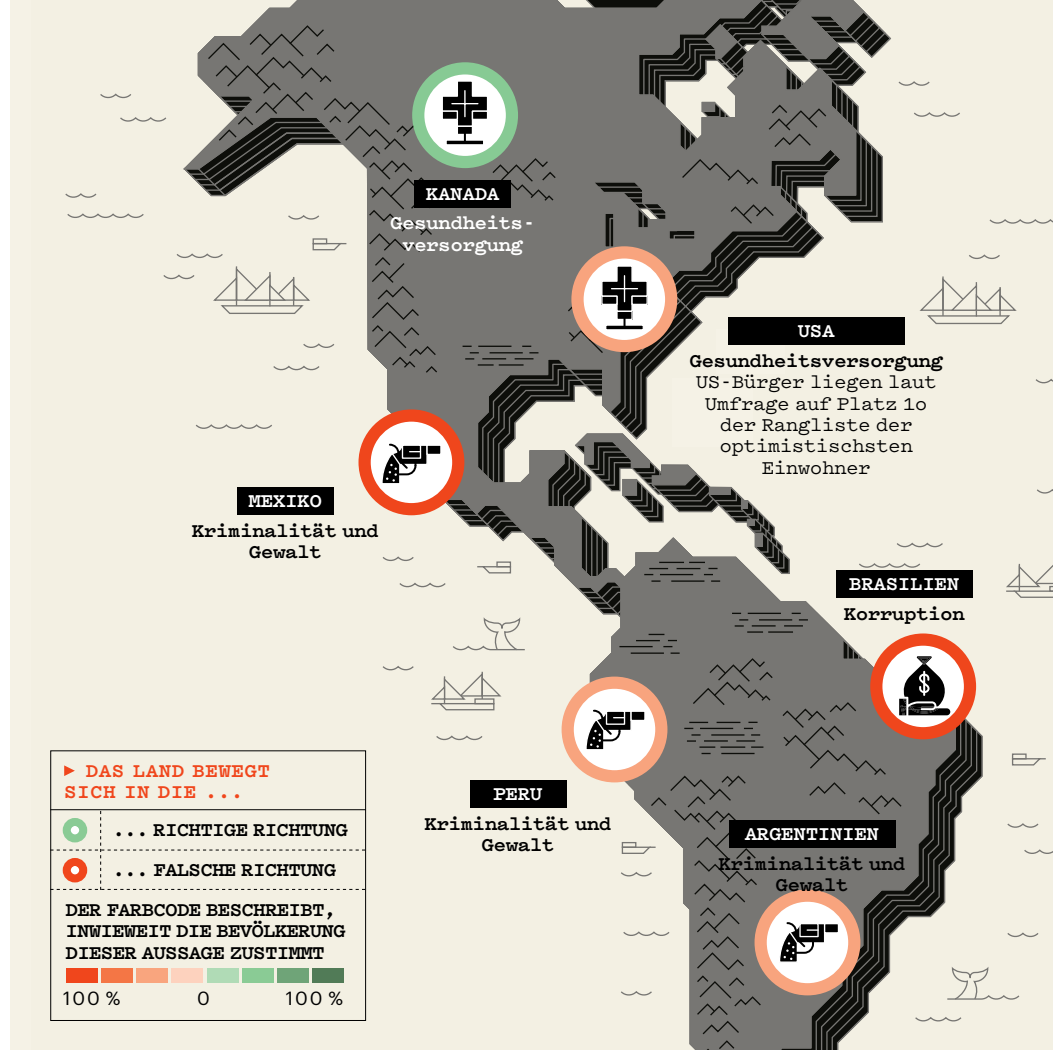 KANADA
Gesundheits-
versorgung
USA
Gesundheitsversorgung
US-Bürger liegen laut
Umfrage auf Platz 10
der Rangliste der
optimistischsten
Einwohner
MEXIKO
Kriminalität und
Gewalt
BRASILIEN
Korruption
$
PERU
Kriminalität und
Gewalt
ARGENTINIEN
Kriminalität und
Gewalt
► DAS LAND BEWEGT
SICH IN DIE ...
... RICHTIGE RICHTUNG
... FALSCHE RICHTUNG
DER FARBCODE BESCHREIBT,
INWIEWEIT DIE BEVÖLKERUNG
DIESER AUSSAGE ZUSTIMMT
100 % 0 100 %